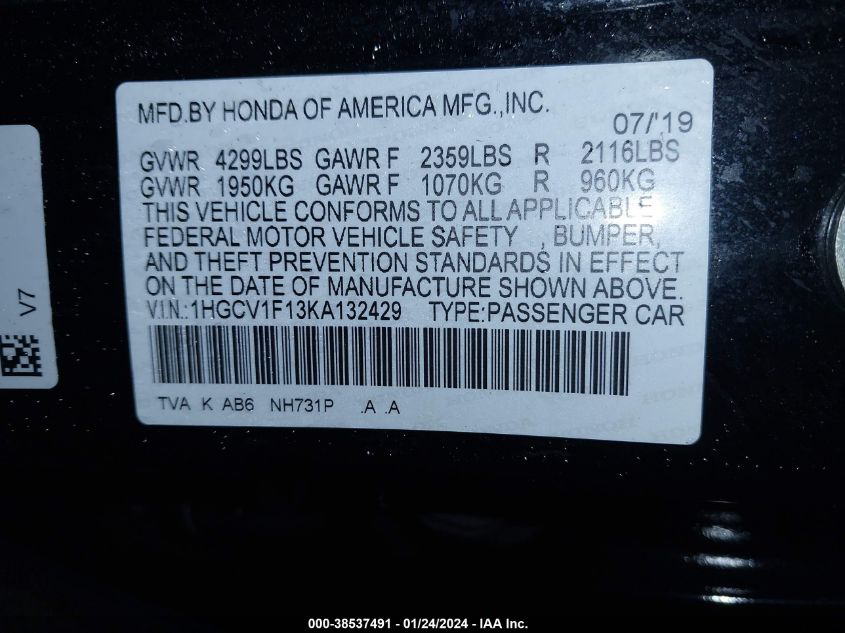 MFD.BY HONDA OF AMERICA MFG.,INC.
07/'19
GVWR 4299LBS GAWR F 2359LBS R 2116LBS
GVWR 1950KG GAWR F 1070KG R 960KG
THIS VEHICLE CONFORMS TO ALL APPLICABLE
FEDERAL MOTOR VEHICLE SAFETY , BUMPER,
AND THEFT PREVENTION STANDARDS IN EFFECT
ON THE DATE OF MANUFACTURE SHOWN ABOVE.
V.I.N.:1HGCV1F13KA132429 TYPE:PASSENGER CAR
TVA K AB6 NH731P .A .A
V7
000-38537491 - 01/24/2024 - IAA Inc.